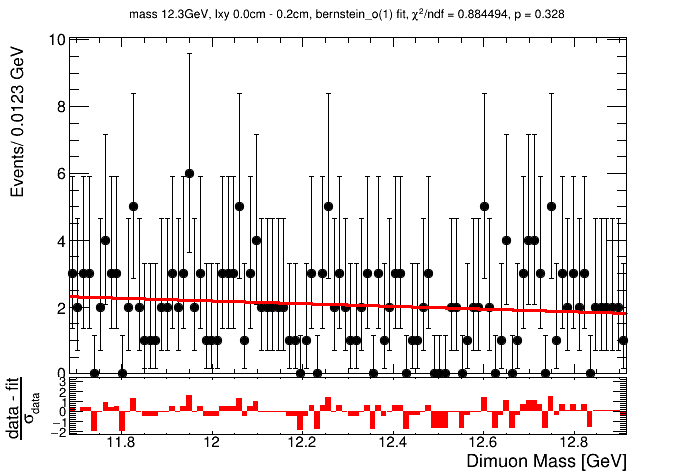 mass 12.3GeV, lxy 0.0cm - 0.2cm, bernstein_o(1) fit, χ²/ndf = 0.884494, p = 0.328
Events/ 0.0123 GeV
10
8
6
4
2
0
data - fit
σdata
3
2
1
0
−1
−2
11.8 12 12.2 12.4 12.6 12.8
Dimuon Mass [GeV]